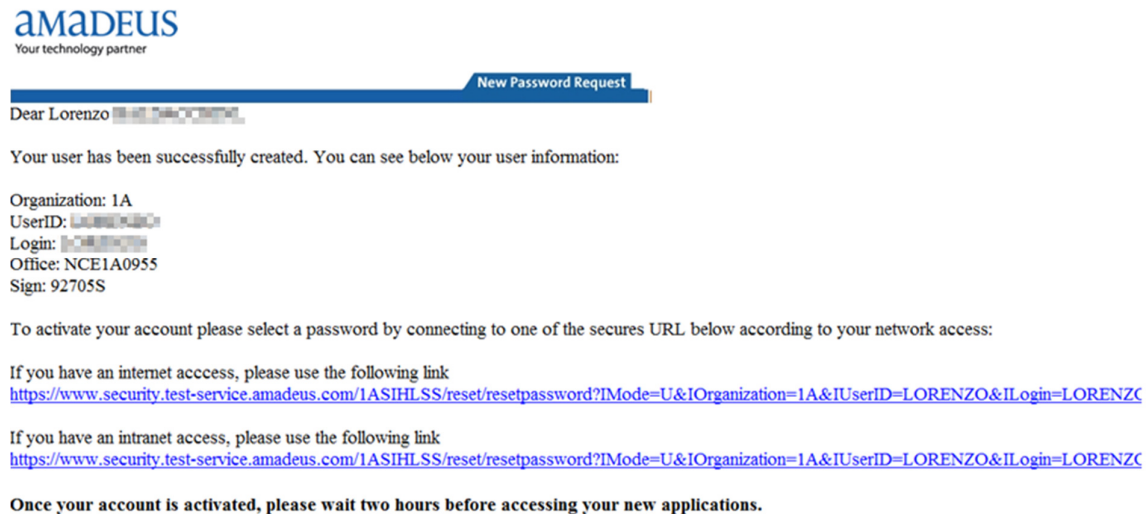 aMaDEUS
Your technology partner
New Password Request
Dear Lorenzo
Your user has been successfully created. You can see below your user information:
Organization: 1A
UserID:
Login:
Office: NCE1A0955
Sign: 92705S
To activate your account please select a password by connecting to one of the secures URL below according to your network access:
If you have an internet acccess, please use the following link
https://www.security.test-service.amadeus.com/1ASIHLSS/reset/resetpassword?IMode=U&IOrganization=1A&IUserID=LORENZO&ILogin=LORENZO
If you have an intranet access, please use the following link
https://www.security.test-service.amadeus.com/1ASIHLSS/reset/resetpassword?IMode=U&IOrganization=1A&IUserID=LORENZO&ILogin=LORENZO
Once your account is activated, please wait two hours before accessing your new applications.